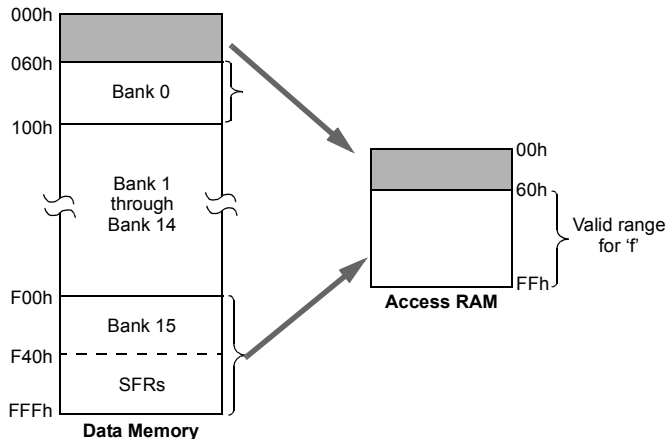 000h
060h
Bank 0
100h
Bank 1
through
Bank 14
F00h
Bank 15
F40h
SFRs
FFFh
Data Memory
00h
60h
Valid range
for ‘f’
FFh
Access RAM